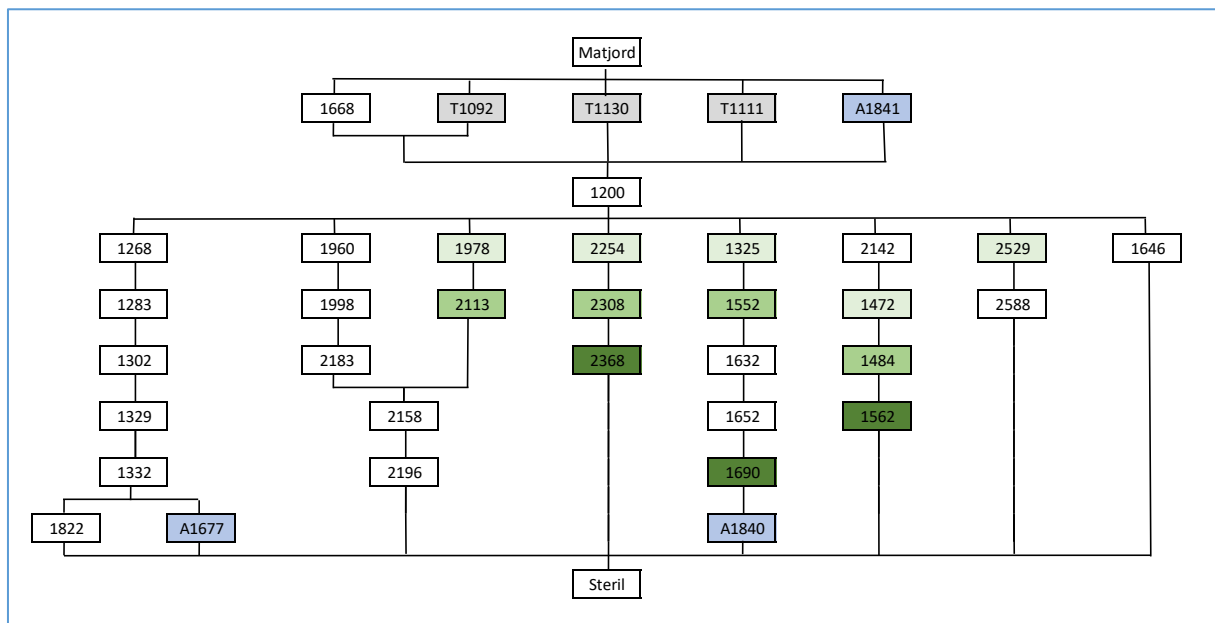 Matjord
1668 T1092 T1130 T1111 A1841
1200
1268 1960 1978 2254 1325 2142 2529 1646
1283 1998 2113 2308 1552 1472 2588
1302 2183 2368 1632 1484
1329 2158 1652 1562
1332 2196 1690
1822 A1677 A1840
Steril